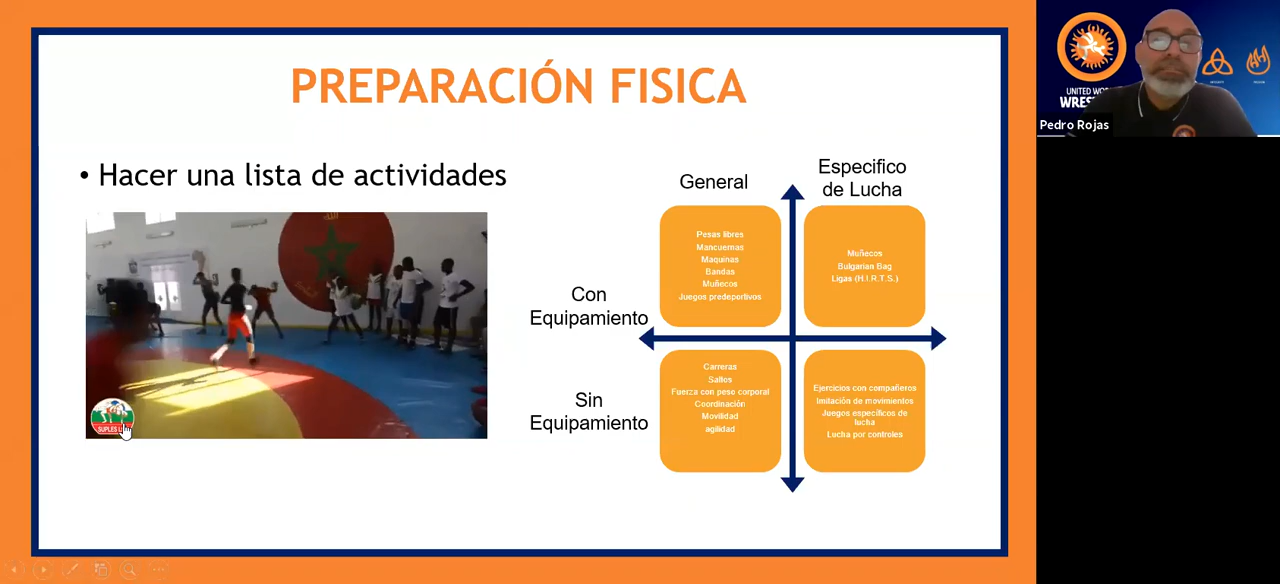 PREPARACIÓN FISICA
• Hacer una lista de actividades
General
Especifico
de Lucha
Con
Equipamiento
Pesas libres
Mancuernas
Maquinas
Bandas
Muñecos
Juegos predeportivos
Muñecos
Bulgarian Bag
Ligas (H.I.R.T.S.)
Sin
Equipamiento
Carreras
Saltos
Fuerza con peso corporal
Coordinación
Movilidad
agilidad
Ejercicios con compañeros
Imitación de movimientos
Juegos específicos de
lucha
Lucha por controles
SUPLES
UNITED WO
WRES
Pedro Rojas